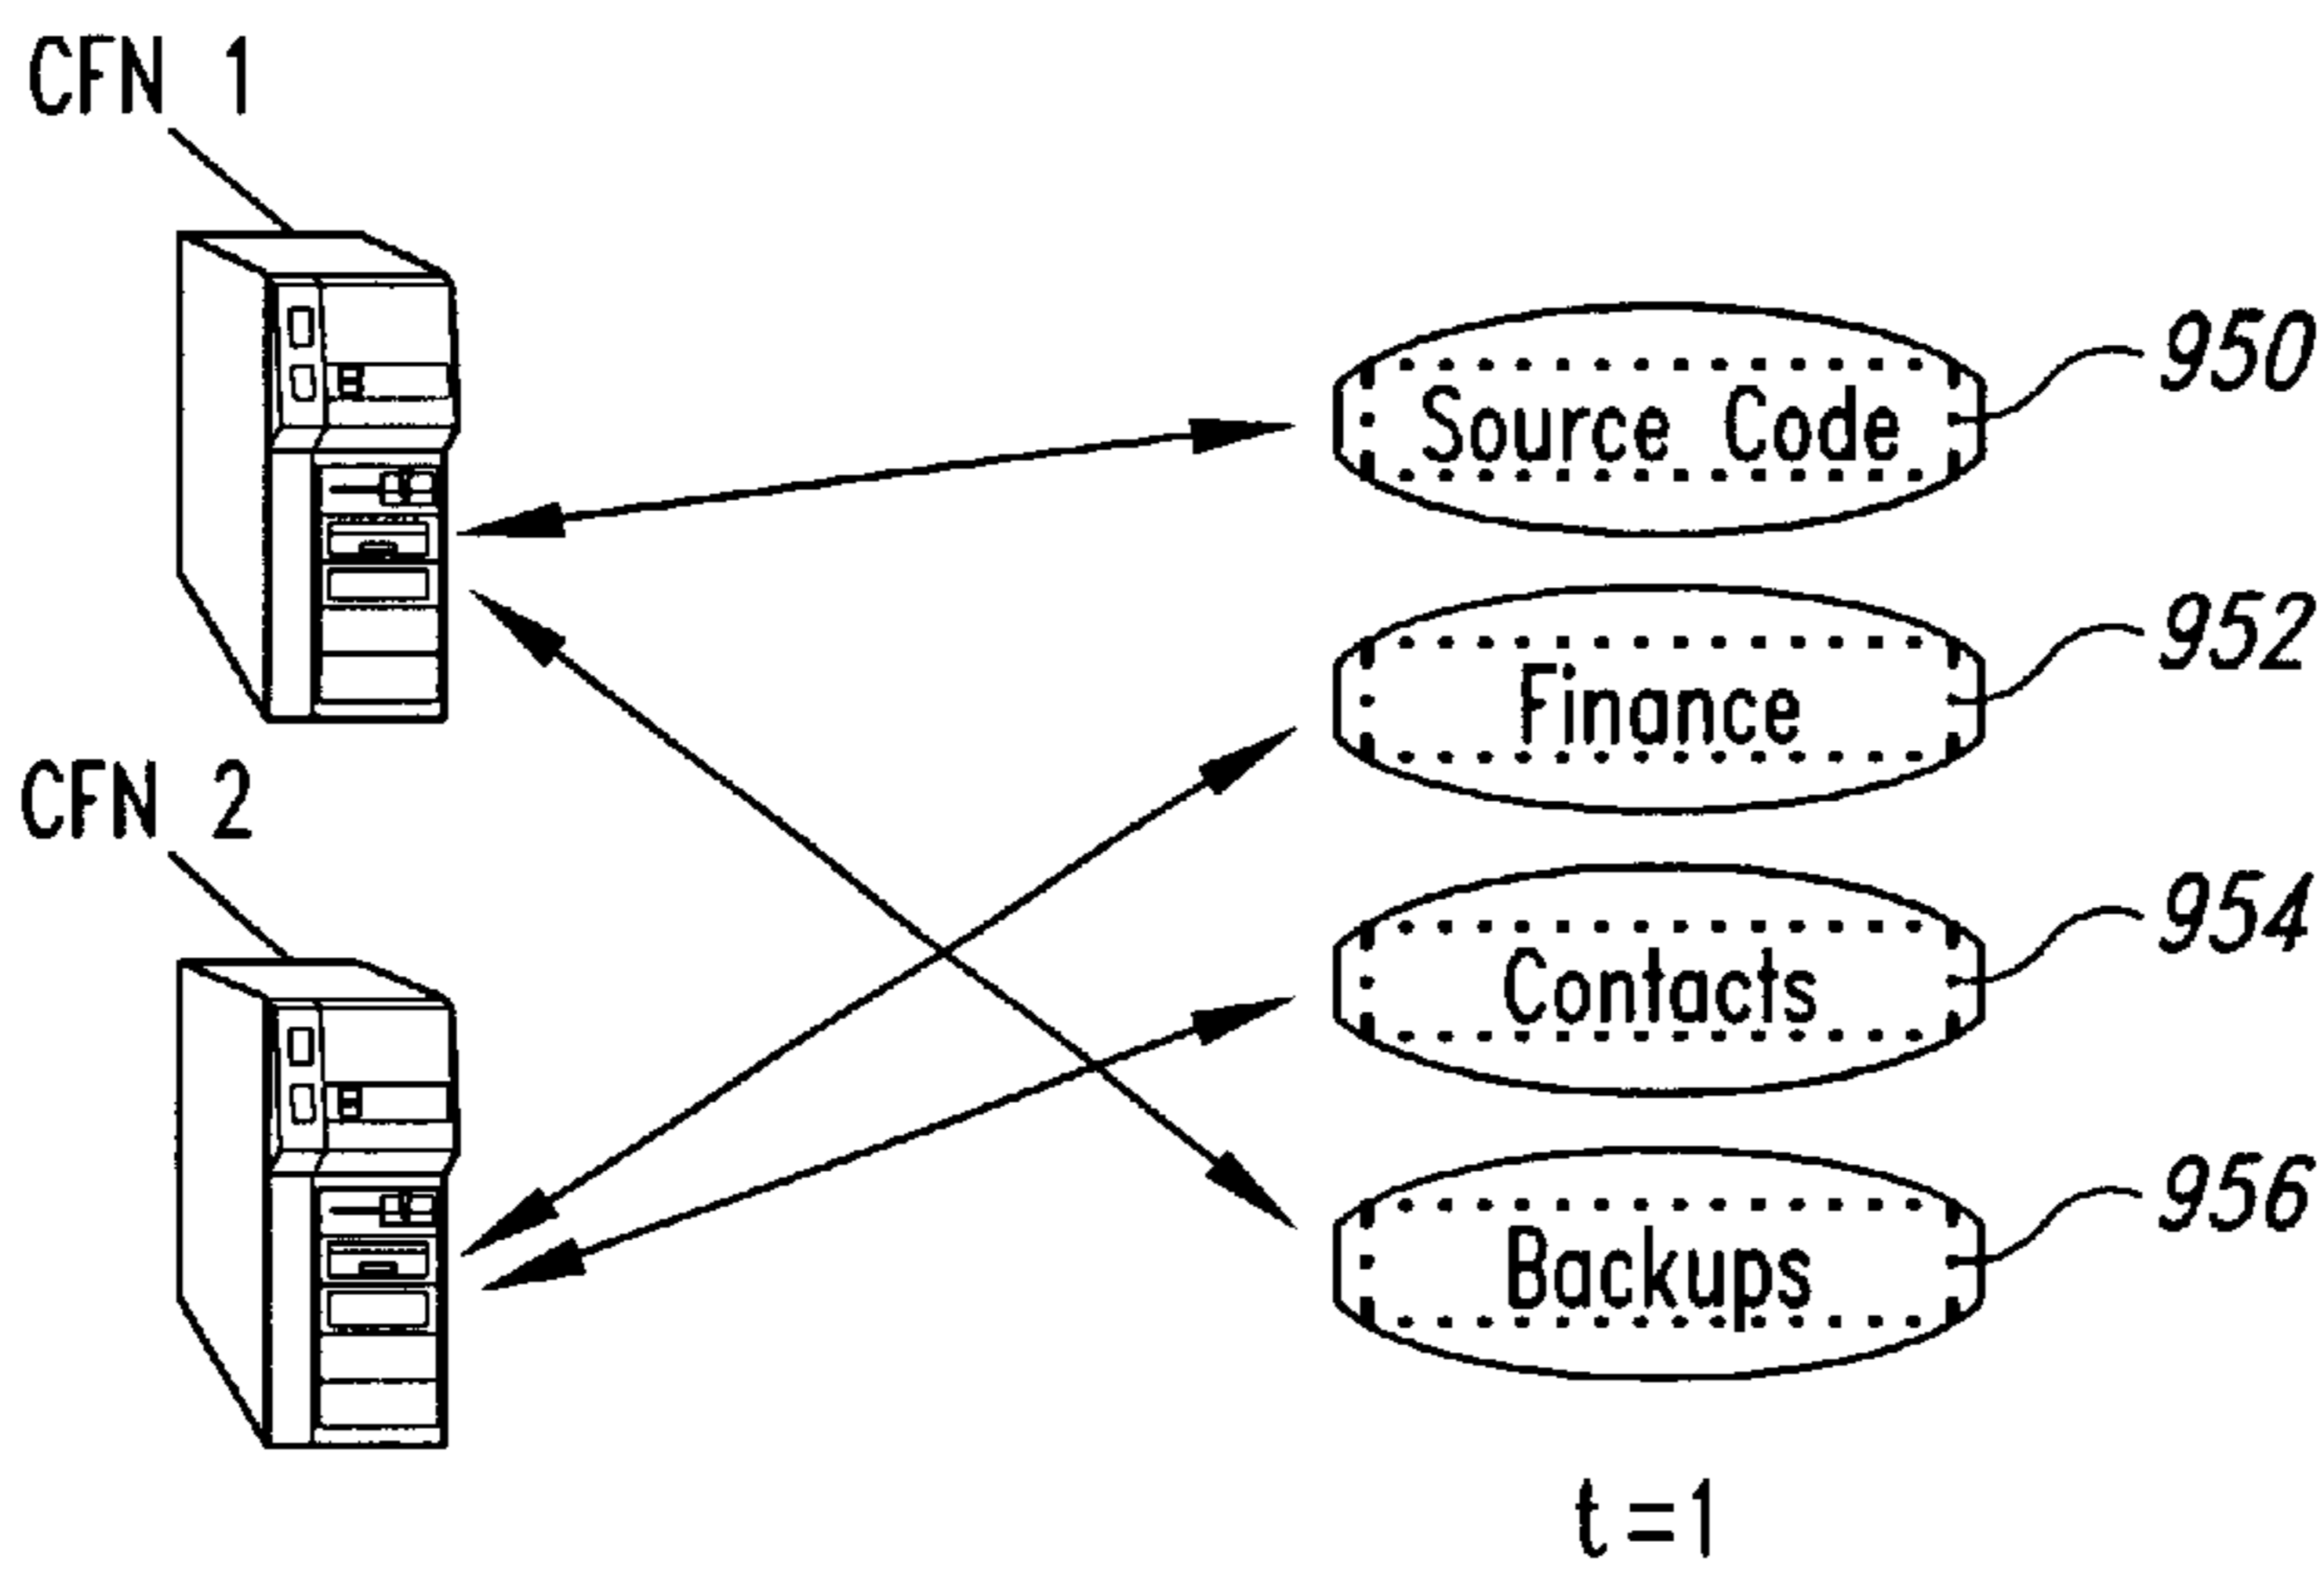 CFN 1
950
Source Code
952
Finance
CFN 2
954
Contacts
956
Backups
t=1